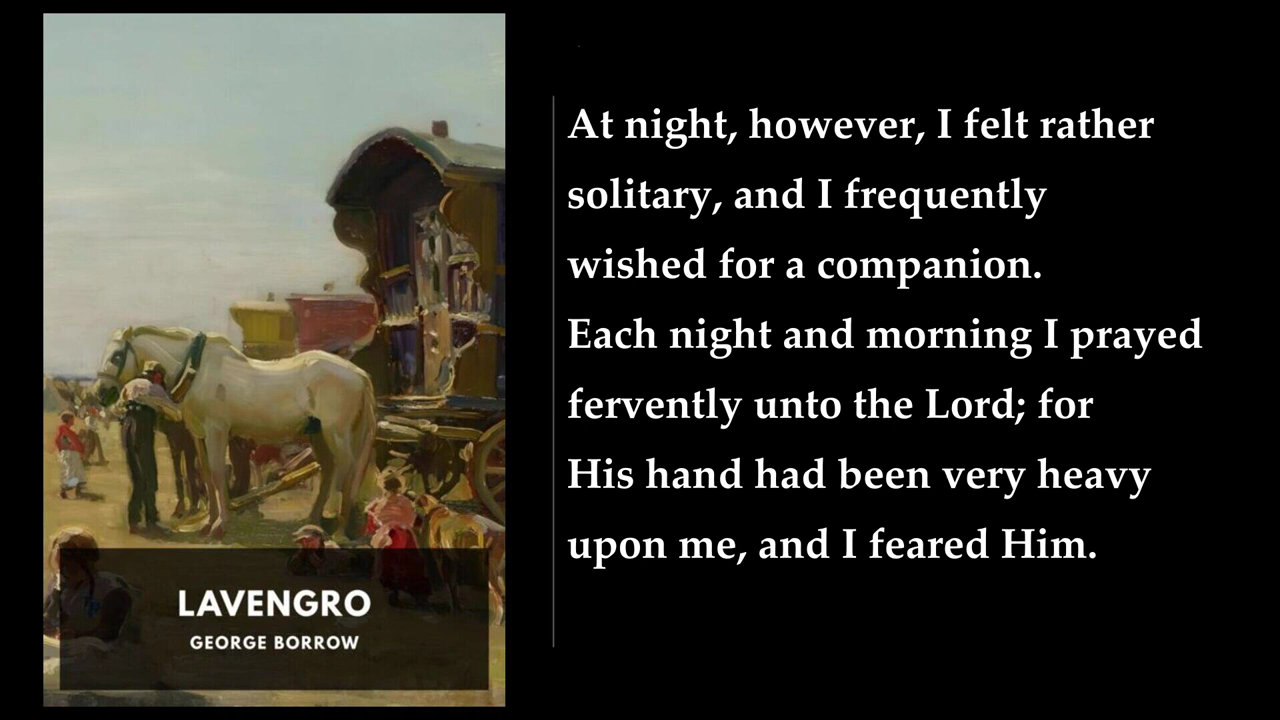 At night, however, I felt rather
solitary, and I frequently
wished for a companion.
Each night and morning I prayed
fervently unto the Lord; for
His hand had been very heavy
upon me, and I feared Him.
LAVENGRO
GEORGE BORROW